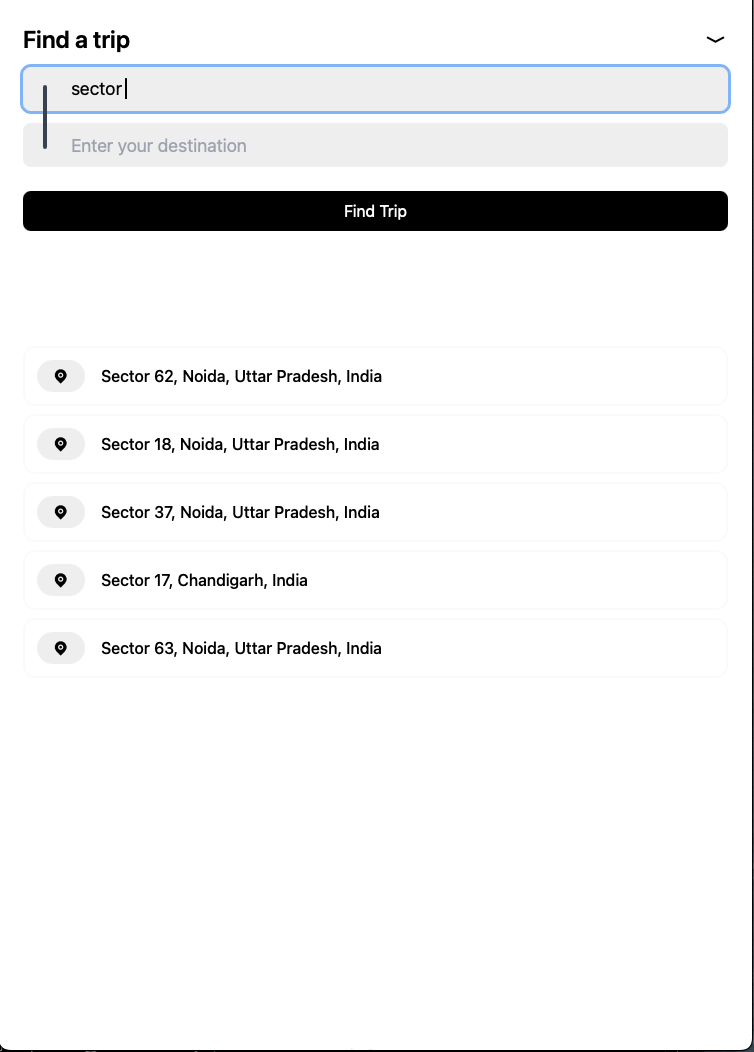 Find a trip
sector
Enter your destination
Find Trip
Sector 62, Noida, Uttar Pradesh, India
Sector 18, Noida, Uttar Pradesh, India
Sector 37, Noida, Uttar Pradesh, India
Sector 17, Chandigarh, India
Sector 63, Noida, Uttar Pradesh, India